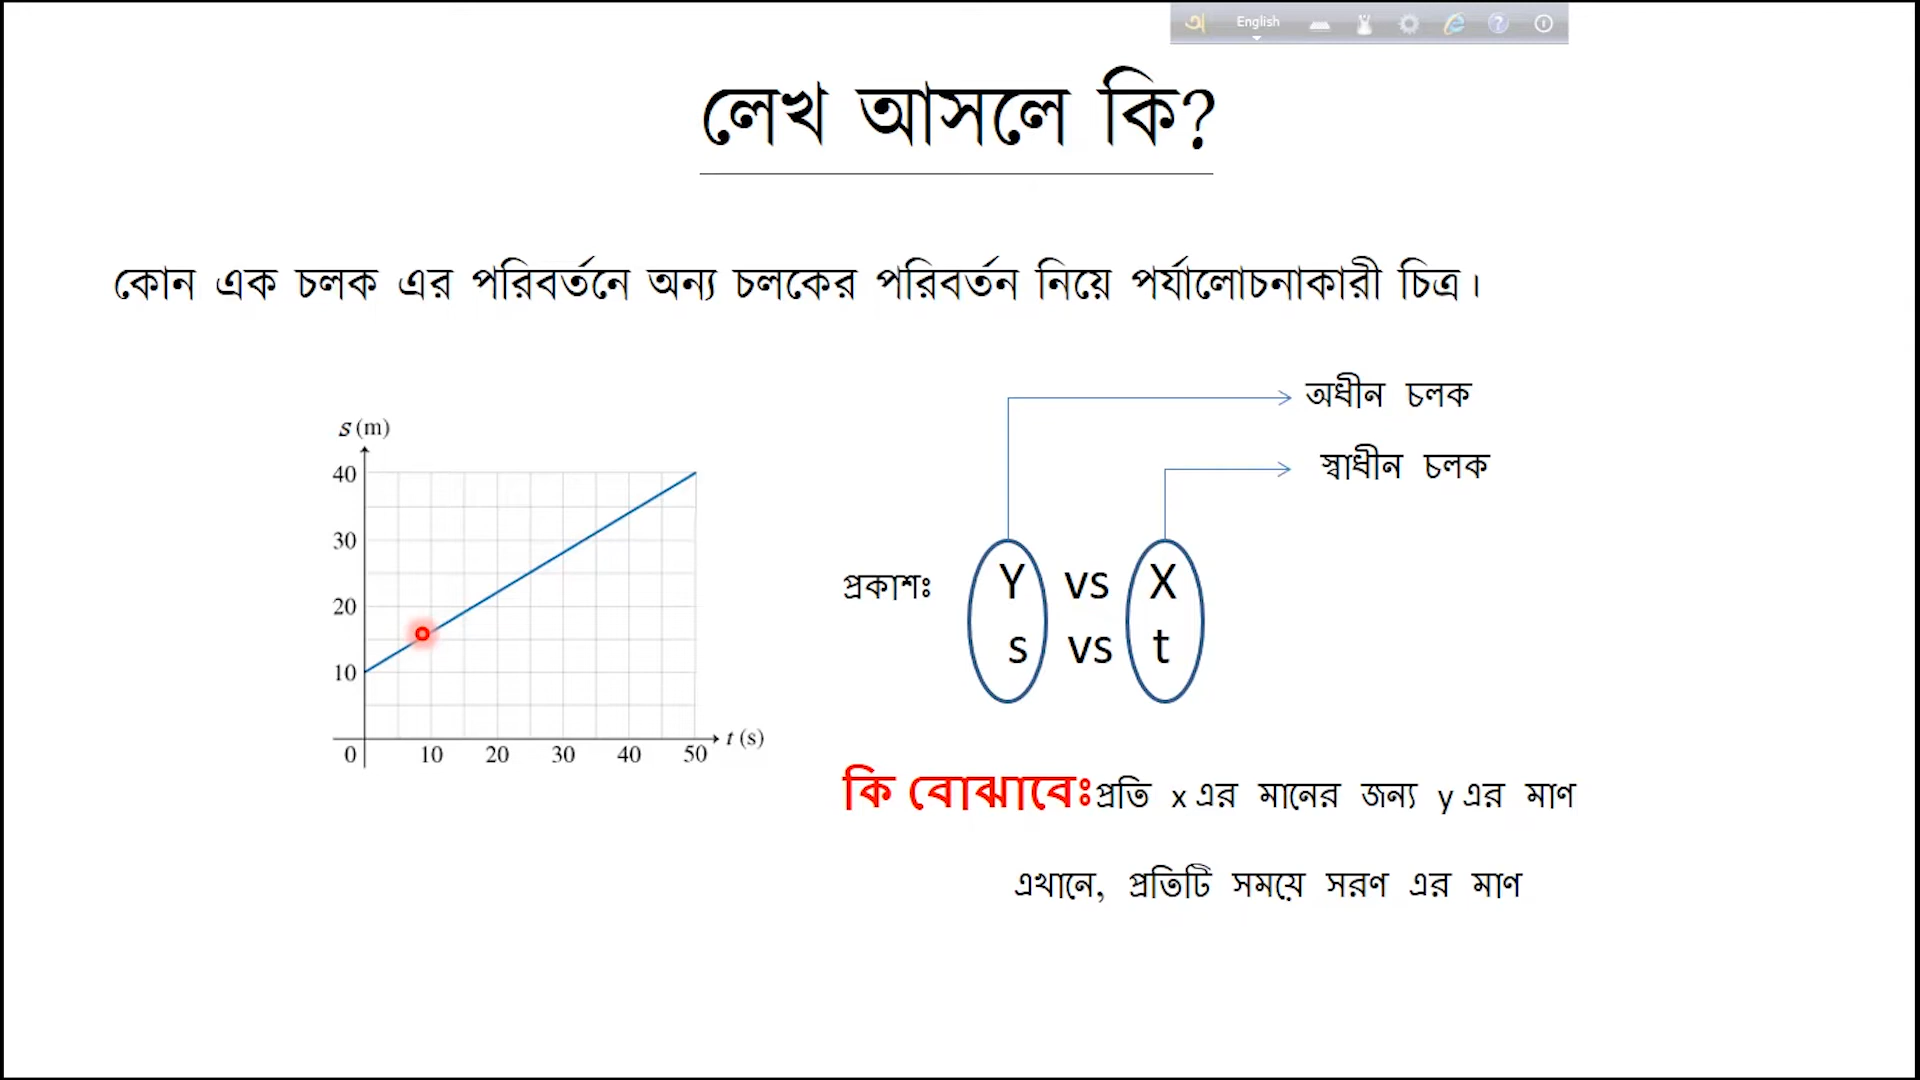 English
লেখ আসলে কি?
কোন এক চলক এর পরিবর্তনে অন্য চলকের পরিবর্তন নিয়ে পর্যালোচনাকারী চিত্র।
অধীন চলক
স্বাধীন চলক
s (m)
40
30
20
10
0 10 20 30 40 50 t (s)
প্রকাশঃ Y vs X
s vs t
কি বোঝাবেঃ প্রতি x এর মানের জন্য y এর মাণ
এখানে, প্রতিটি সময়ে সরণ এর মাণ